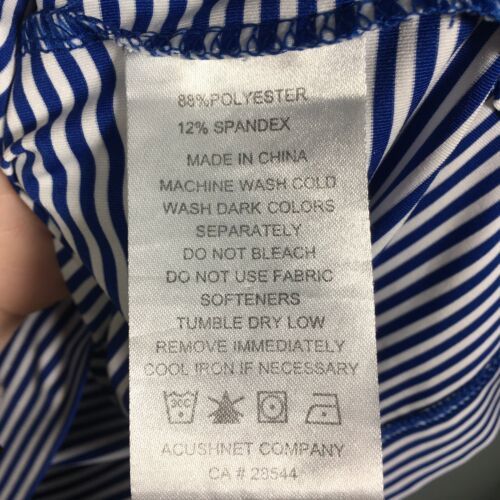 88%POLYESTER
12% SPANDEX
MADE IN CHINA
MACHINE WASH COLD
WASH DARK COLORS
SEPARATELY
DO NOT BLEACH
DO NOT USE FABRIC
SOFTENERS
TUMBLE DRY LOW
REMOVE IMMEDIATELY
COOL IRON IF NECESSARY
ACUSHNET COMPANY
CA # 28544